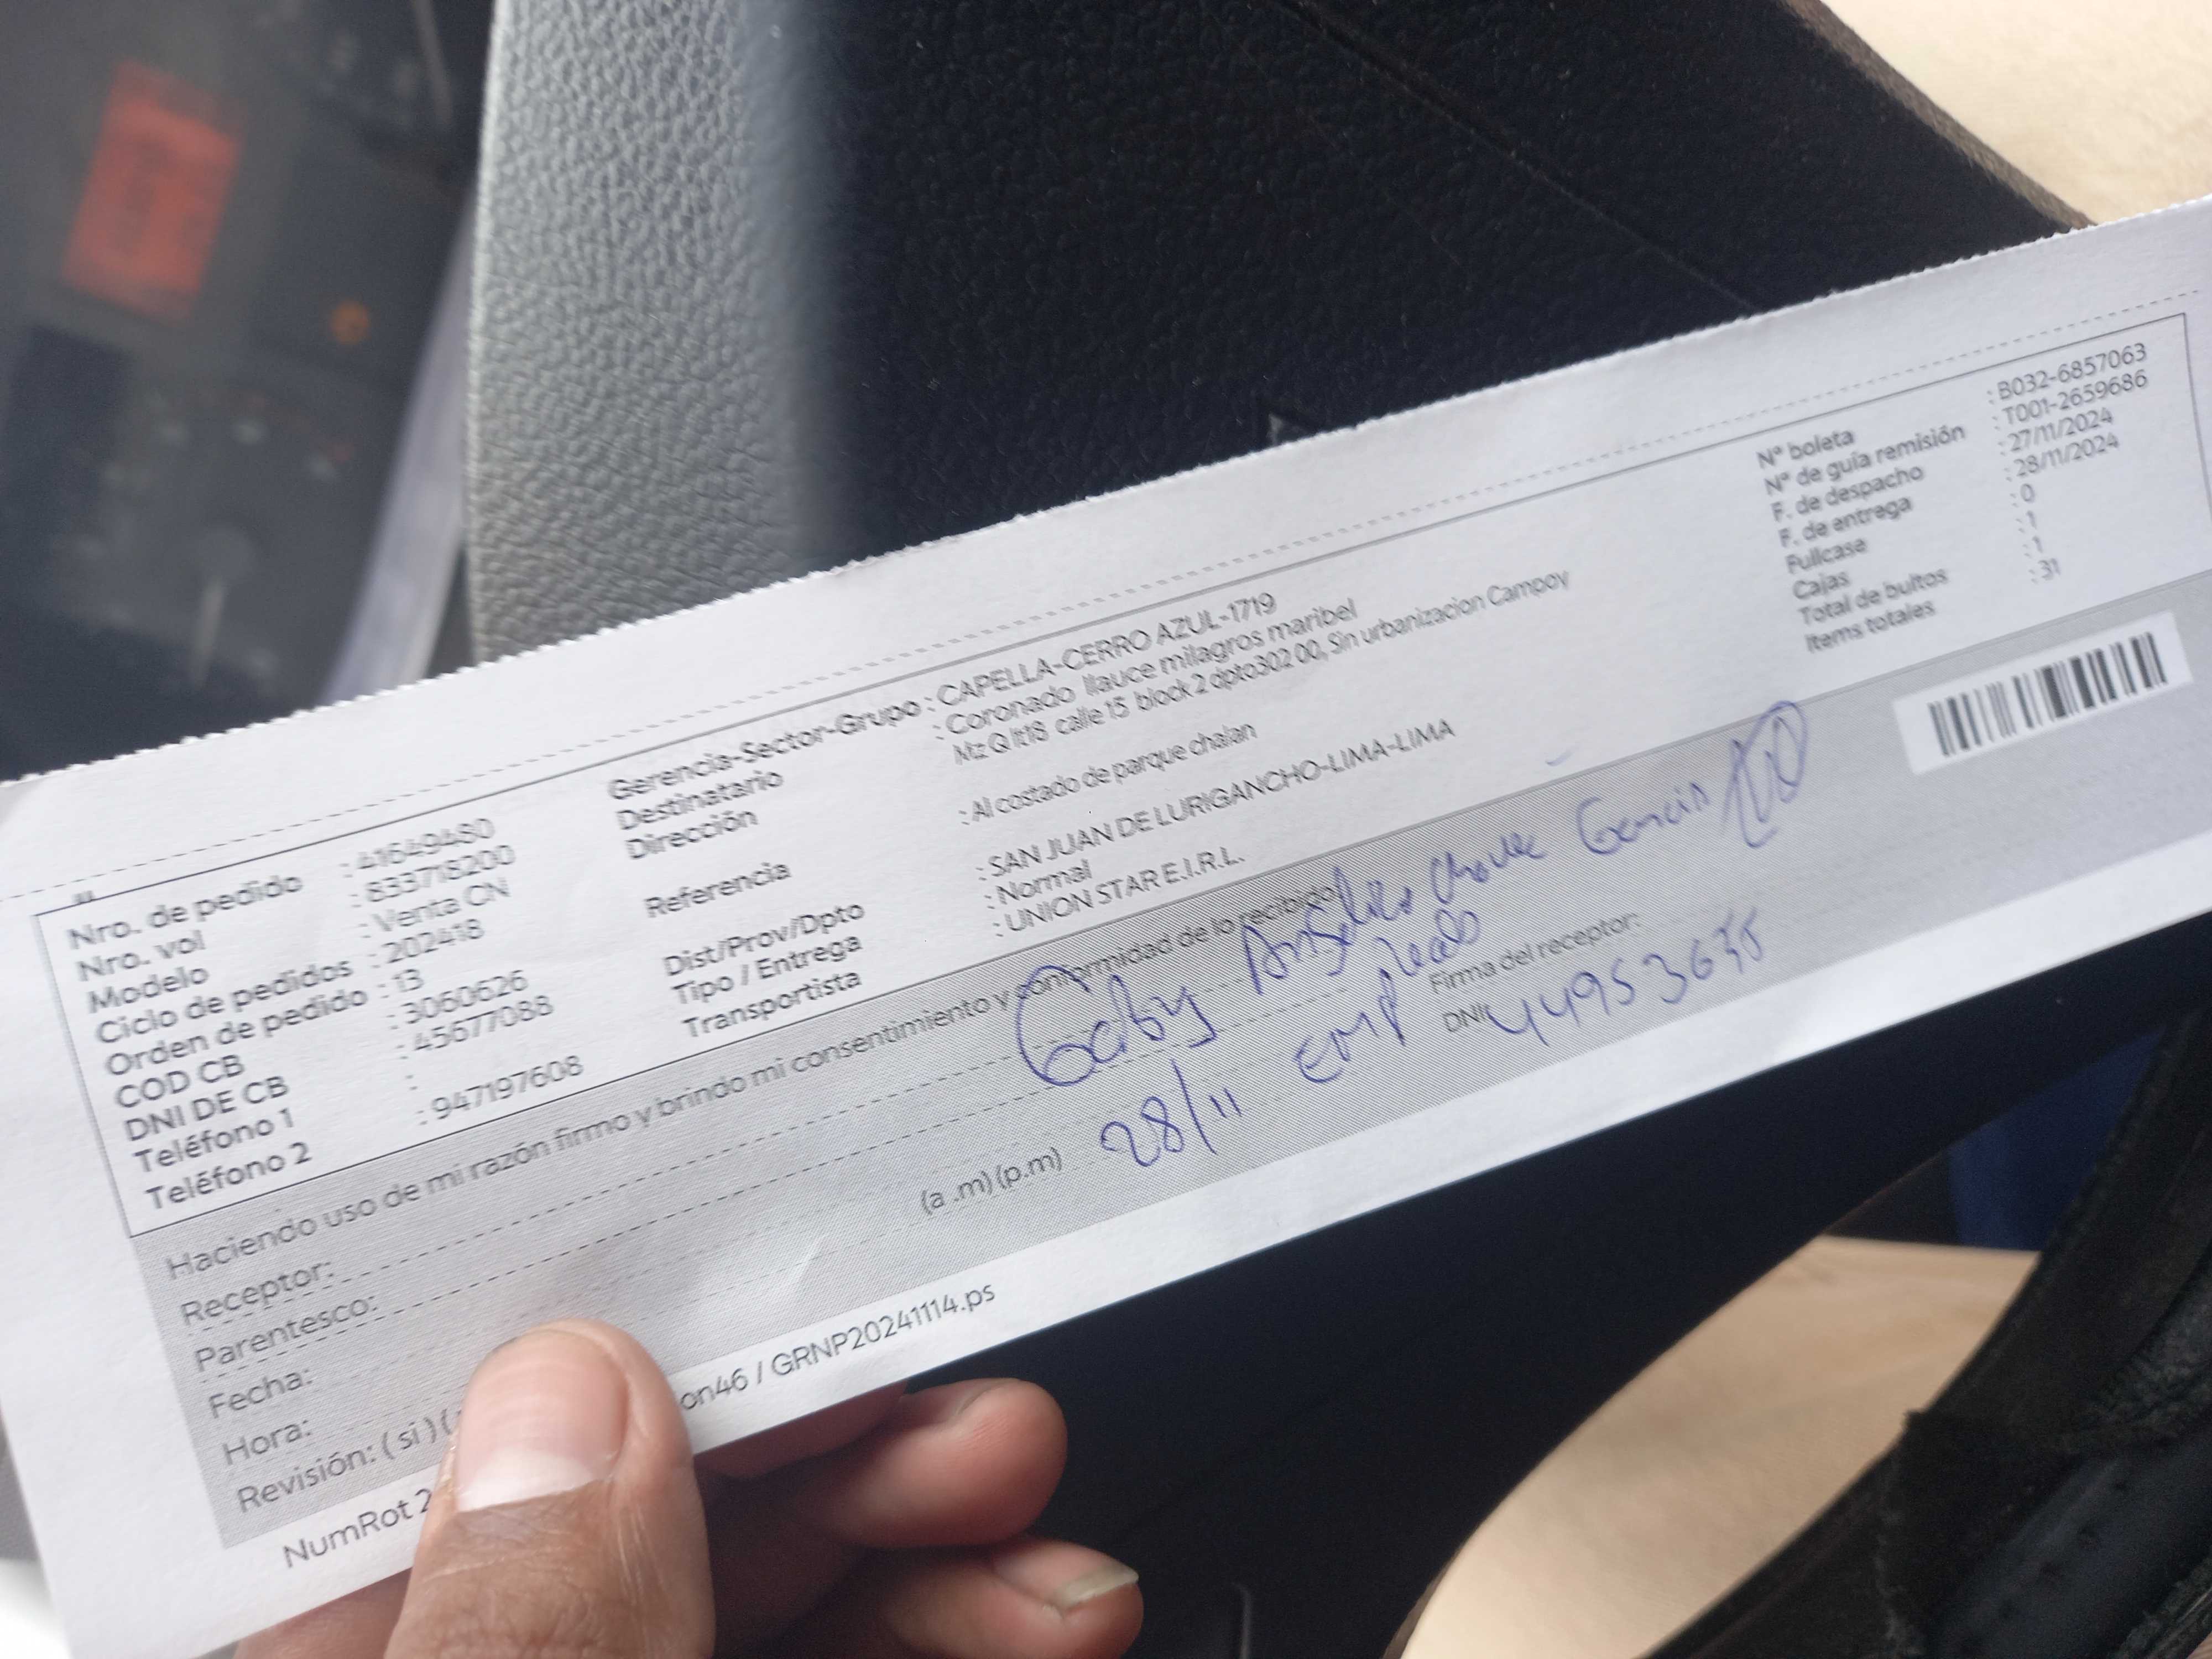 Nro. de pedido : 41649480
Nro. vol : 833718200
Modelo : Venta CN
Ciclo de pedidos : 202418
Orden de pedido : 13
COD CB : 3060626
DNI DE CB : 45677088
Teléfono 1 :
Teléfono 2 : 947197608
Gerencia-Sector-Grupo : CAPELLA-CERRO AZUL-1719
Destinatario : Coronado llauce milagros maribel
Dirección Mz Q lt18 calle 15 block 2 dpto302 00, Sin urbanizacion Campoy
Referencia : Al costado de parque chalan
Dist/Prov/Dpto : SAN JUAN DE LURIGANCHO-LIMA-LIMA
Tipo / Entrega : Normal
Transportista : UNION STAR E.I.R.L.
N° boleta : B032-6857063
N° de guía remisión : T001-2659686
F. de despacho : 27/11/2024
F. de entrega : 28/11/2024
Fullcase : 0
Cajas : 1
Total de bultos : 1
Items totales : 31
Haciendo uso de mi razón firmo y brindo mi consentimiento y conformidad de lo recibido
Receptor:
Gaby Angelica Garcia
Parentesco:
Empleado
Fecha:
28/11
Firma del receptor:
Hora: (a .m) (p.m)
DNI
Revisión: ( si ) (
NumRot 2 on46 / GRNP20241114.ps